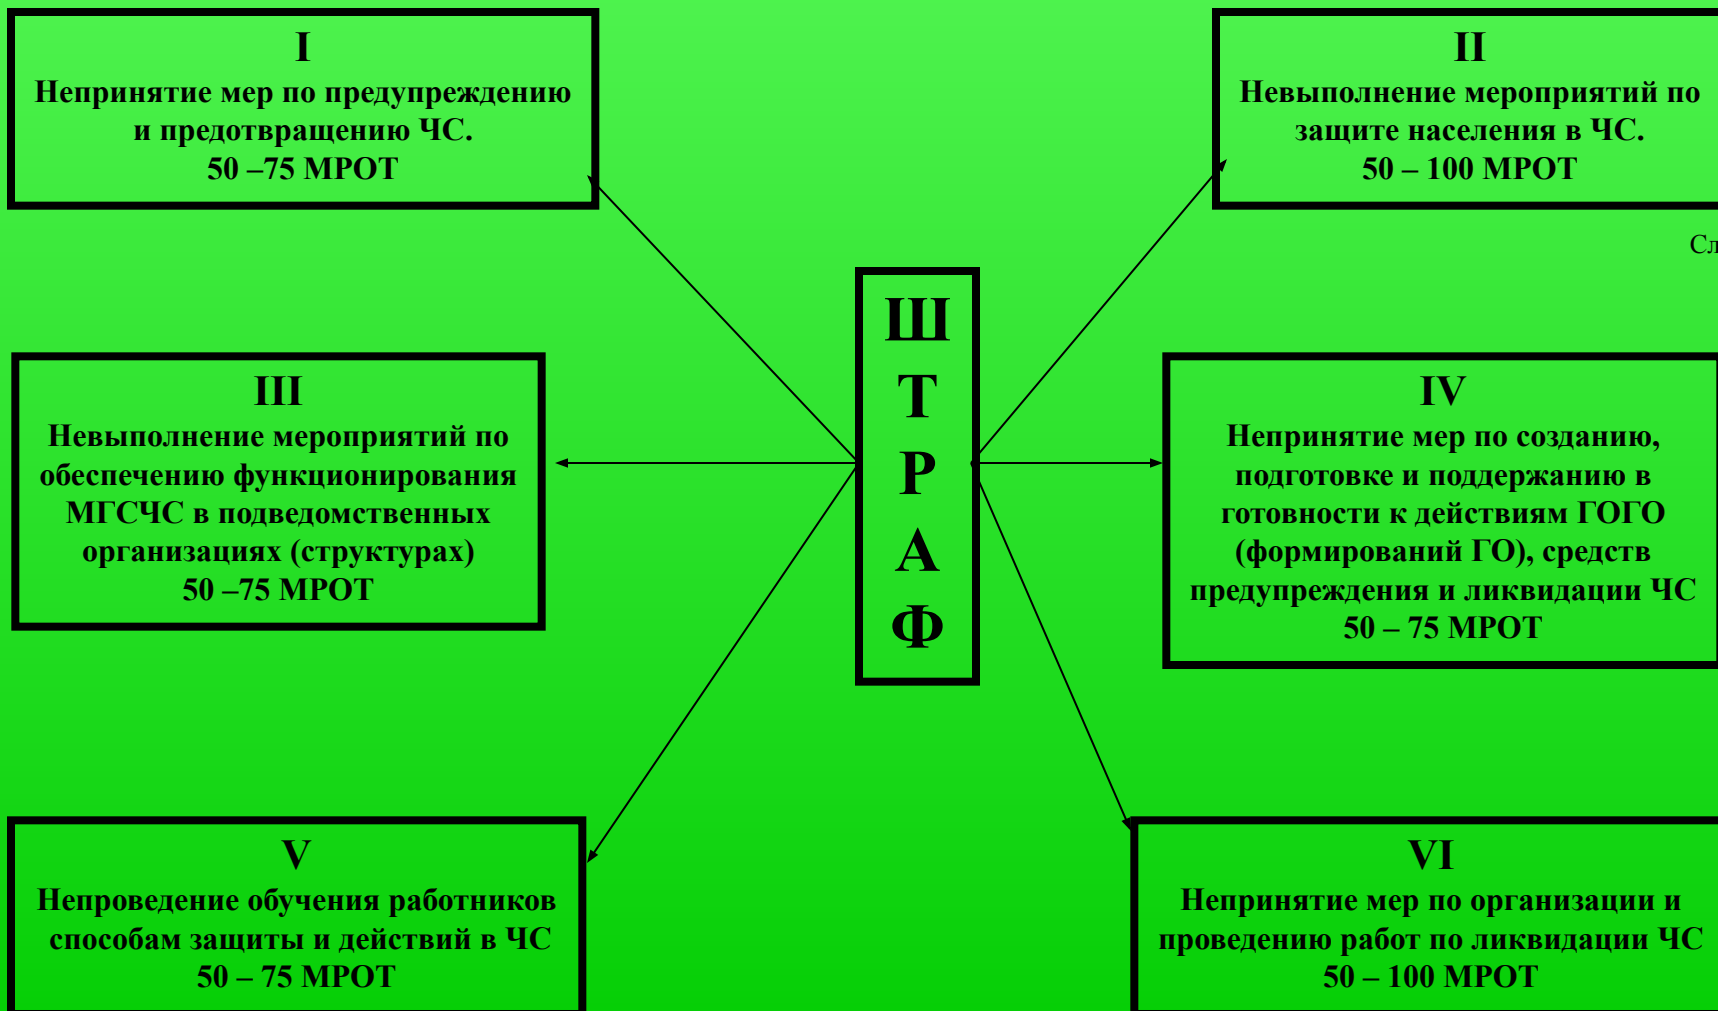 I
Непринятие мер по предупреждению
и предотвращению ЧС.
50 –75 МРОТ
II
Невыполнение мероприятий по
защите населения в ЧС.
50 – 100 МРОТ
Сл
Ш
Т
Р
А
Ф
III
Невыполнение мероприятий по
обеспечению функционирования
МГСЧС в подведомственных
организациях (структурах)
50 –75 МРОТ
IV
Непринятие мер по созданию,
подготовке и поддержанию в
готовности к действиям ГОГО
(формирований ГО), средств
предупреждения и ликвидации ЧС
50 – 75 МРОТ
V
Непроведение обучения работников
способам защиты и действий в ЧС
50 – 75 МРОТ
VI
Непринятие мер по организации и
проведению работ по ликвидации ЧС
50 – 100 МРОТ